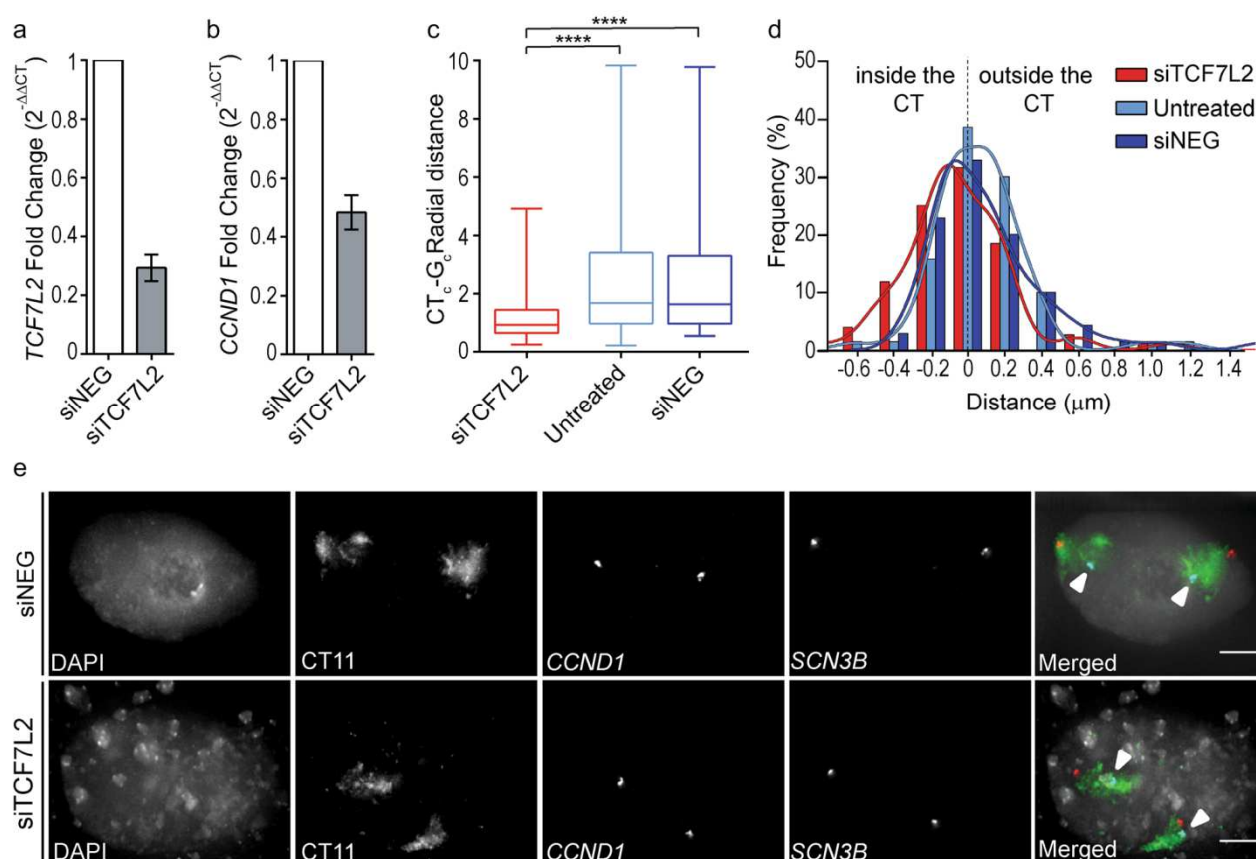 a
TCF7L2 Fold Change (2^-ΔΔCT)
1
0.8
0.6
0.4
0.2
0
siNEG
siTCF7L2
b
CCND1 Fold Change (2^-ΔΔCT)
1
0.8
0.6
0.4
0.2
0
siNEG
siTCF7L2
c
****
****
CTc-Gc Radial distance
10
8
6
4
2
0
siTCF7L2
Untreated
siNEG
d
inside the
CT
outside the
CT
siTCF7L2
Untreated
siNEG
Frequency (%)
50
40
30
20
10
0
-0.6 -0.4 -0.2 0 0.2 0.4 0.6 0.8 1.0 1.2 1.4
Distance (μm)
e
siNEG
DAPI
CT11
CCND1
SCN3B
Merged
siTCF7L2
DAPI
CT11
CCND1
SCN3B
Merged